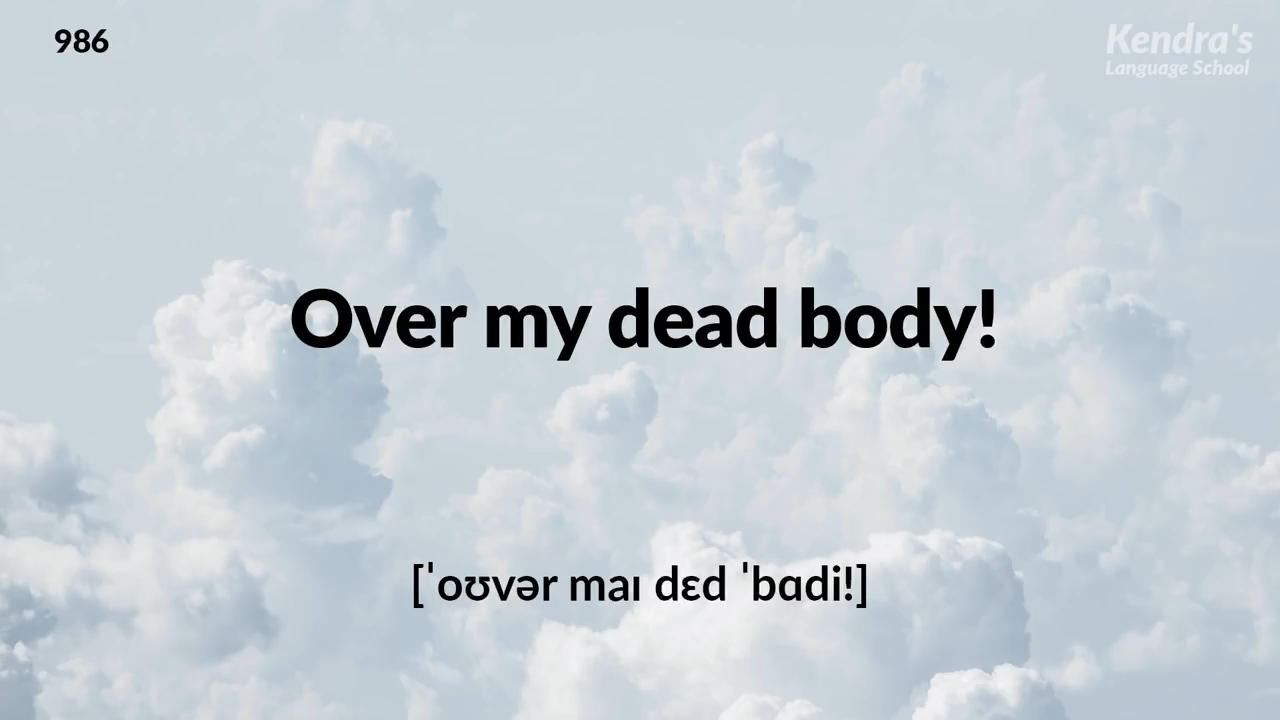 986
Kendra's
Language School
Over my dead body!
[ˈoʊvər maɪ dɛd ˈbɑdi!]